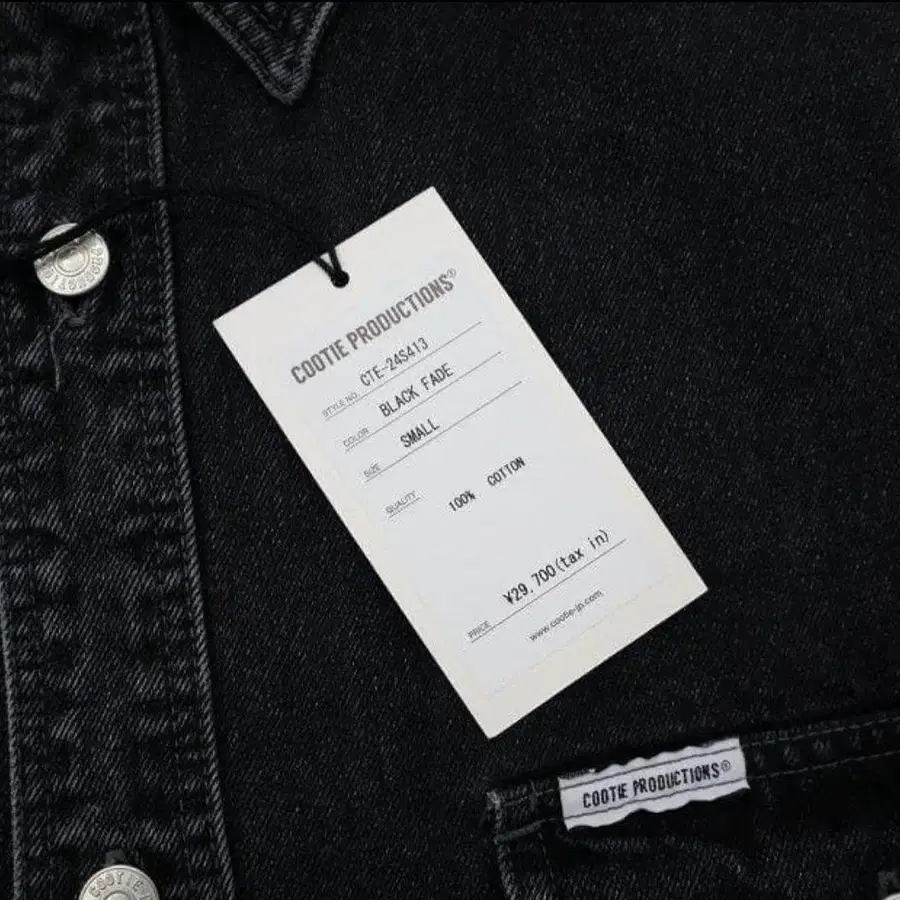 COOTIE PRODUCTIONS®
STYLE NO. CTE-24S413
COLOR BLACK FADE
SIZE SMALL
QUALITY 100% COTTON
PRICE ¥29,700(tax in)
www.cootie-jp.com
COOTIE PRODUCTIONS®
COOTIE